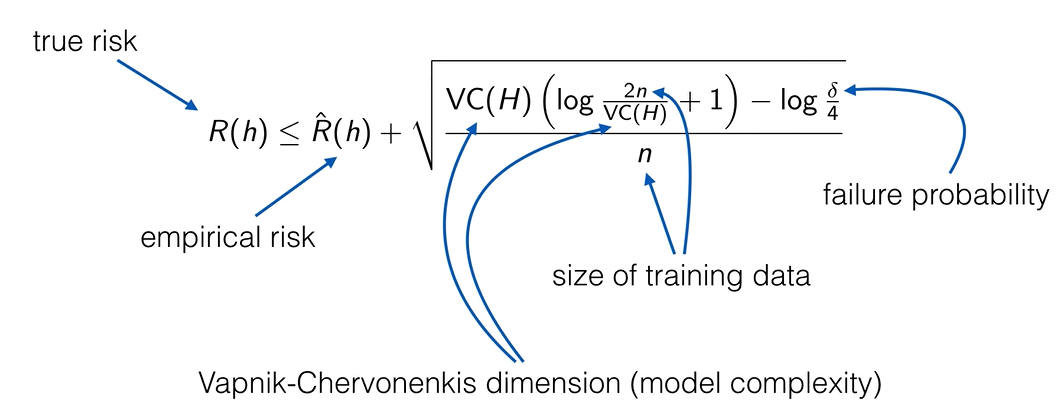 true risk
R(h) ≤ R̂(h) + √((VC(H) (log 2n/VC(H) + 1) − log δ/4) / n)
failure probability
empirical risk
size of training data
Vapnik-Chervonenkis dimension (model complexity)